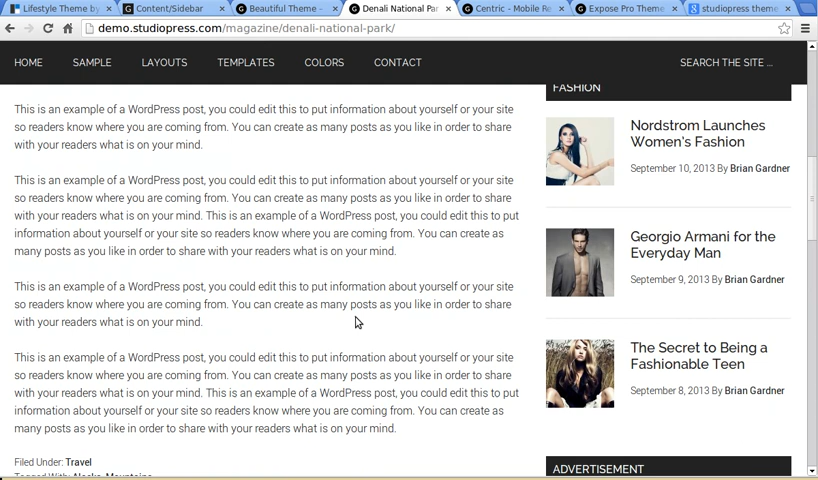 Lifestyle Theme by
Content/Sidebar
Beautiful Theme -
Denali National Par
Centric - Mobile R
Expose Pro Theme
studiopress theme
demo.studiopress.com/magazine/denali-national-park/
HOME SAMPLE LAYOUTS TEMPLATES COLORS CONTACT SEARCH THE SITE ...
This is an example of a WordPress post, you could edit this to put information about yourself or your site
so readers know where you are coming from. You can create as many posts as you like in order to share
with your readers what is on your mind.
This is an example of a WordPress post, you could edit this to put information about yourself or your site
so readers know where you are coming from. You can create as many posts as you like in order to share
with your readers what is on your mind. This is an example of a WordPress post, you could edit this to put
information about yourself or your site so readers know where you are coming from. You can create as
many posts as you like in order to share with your readers what is on your mind.
This is an example of a WordPress post, you could edit this to put information about yourself or your site
so readers know where you are coming from. You can create as many posts as you like in order to share
with your readers what is on your mind.
This is an example of a WordPress post, you could edit this to put information about yourself or your site
so readers know where you are coming from. You can create as many posts as you like in order to share
with your readers what is on your mind. This is an example of a WordPress post, you could edit this to put
information about yourself or your site so readers know where you are coming from. You can create as
many posts as you like in order to share with your readers what is on your mind.
Filed Under: Travel
Tagged With: Alaska, Mountains
FASHION
Nordstrom Launches
Women's Fashion
September 10, 2013 By Brian Gardner
Georgio Armani for the
Everyday Man
September 9, 2013 By Brian Gardner
The Secret to Being a
Fashionable Teen
September 8, 2013 By Brian Gardner
ADVERTISEMENT